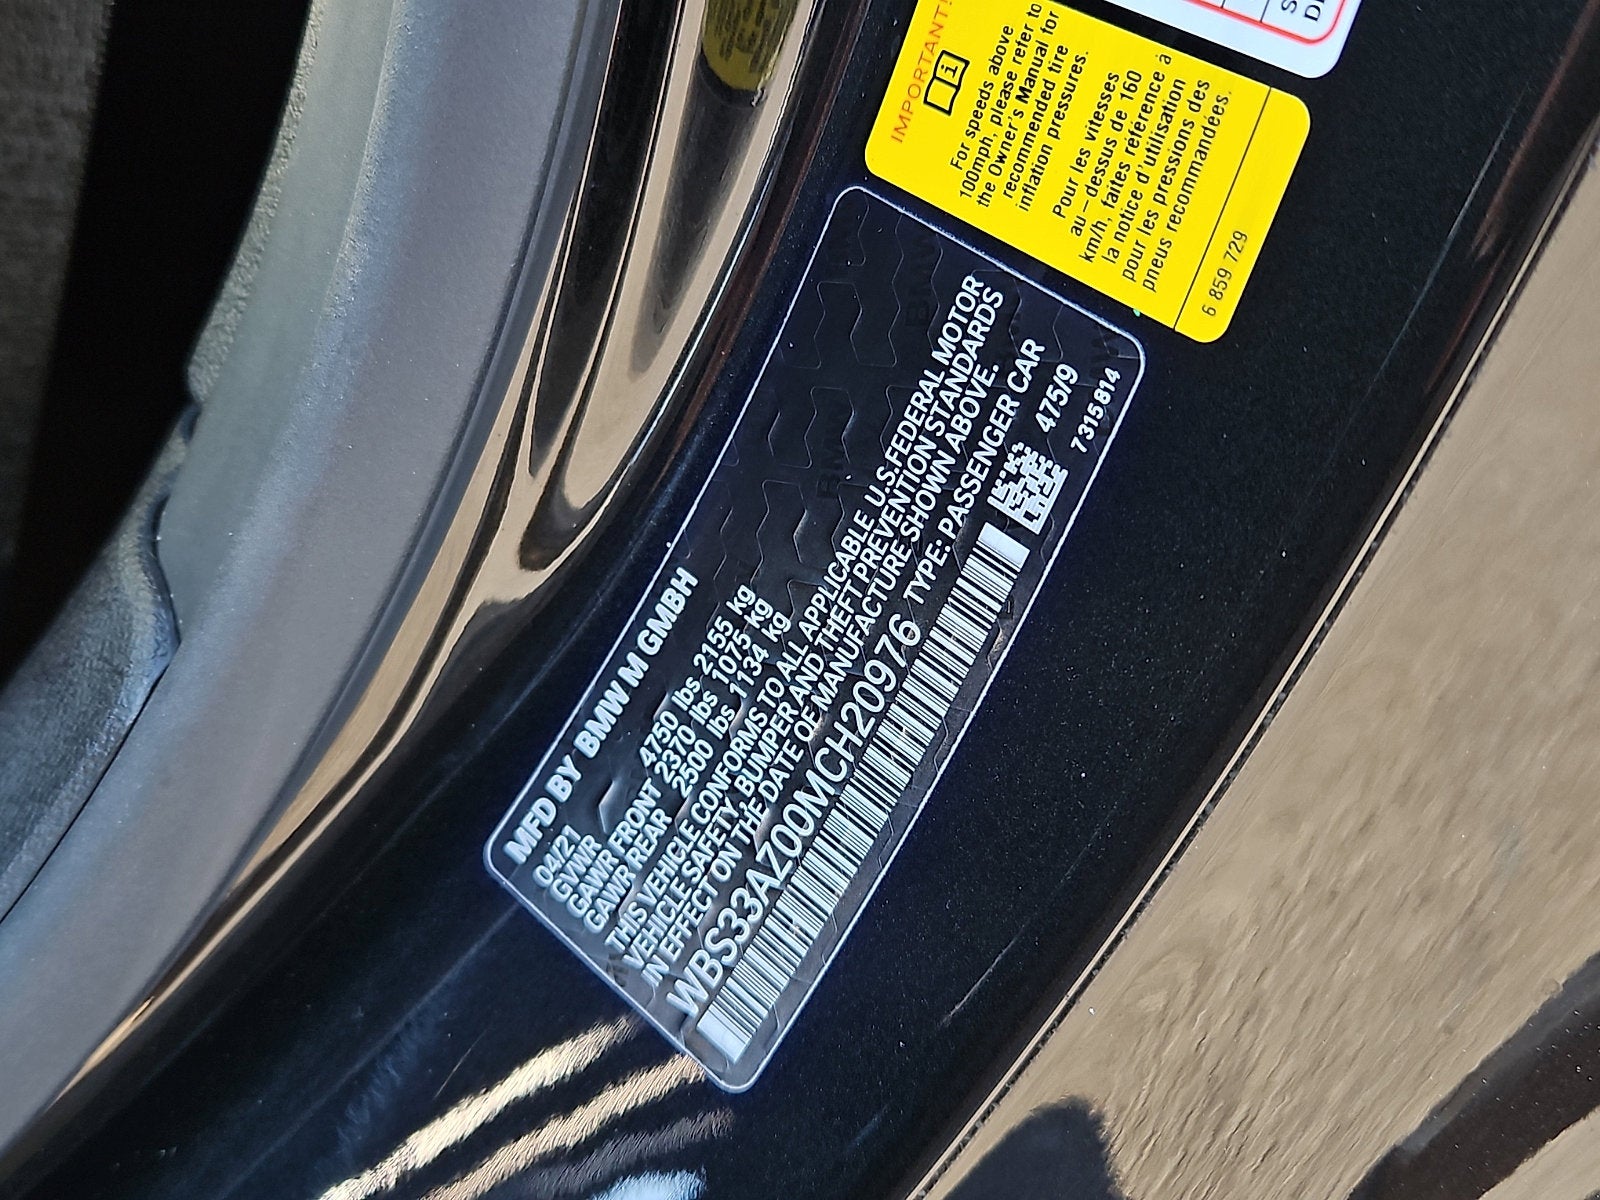 MFD BY BMW M GMBH
04/21
GVWR 4750 lbs 2155 kg
GAWR FRONT 2370 lbs 1075 kg
GAWR REAR 2500 lbs 1134 kg
THIS VEHICLE CONFORMS TO ALL APPLICABLE U.S.FEDERAL MOTOR
VEHICLE SAFETY, BUMPER AND THEFT PREVENTION STANDARDS
IN EFFECT ON THE DATE OF MANUFACTURE SHOWN ABOVE.
WBS33AZ00MCH20976 TYPE: PASSENGER CAR
475/9
7315814
IMPORTANT!
For speeds above
100mph, please refer to
the Owner's Manual for
recommended tire
inflation pressures.
Pour les vitesses
au-dessus de 160
km/h, faites référence à
la notice d'utilisation
pour les pressions des
pneus recommandées.
6 859 729